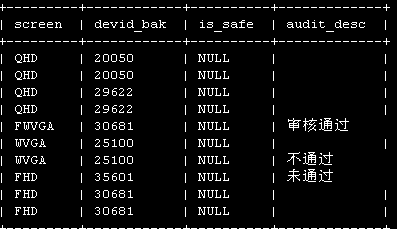 screen | devid_bak | is_safe | audit_desc |
QHD | 20050 | NULL | |
QHD | 20050 | NULL | |
QHD | 29622 | NULL | |
QHD | 29622 | NULL | |
FWVGA | 30681 | NULL | 审核通过
WVGA | 25100 | NULL | |
WVGA | 25100 | NULL | 不通过
FHD | 35601 | NULL | 未通过
FHD | 30681 | NULL | |
FHD | 30681 | NULL | |